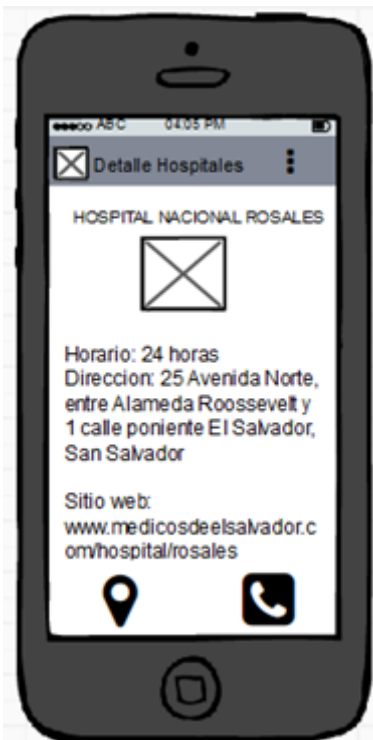 ABC 04:05 PM
Detalle Hospitales
HOSPITAL NACIONAL ROSALES
Horario: 24 horas
Direccion: 25 Avenida Norte,
entre Alameda Roossevelt y
1 calle poniente El Salvador,
San Salvador
Sitio web:
www.medicosdeelsalvador.c
om/hospital/rosales